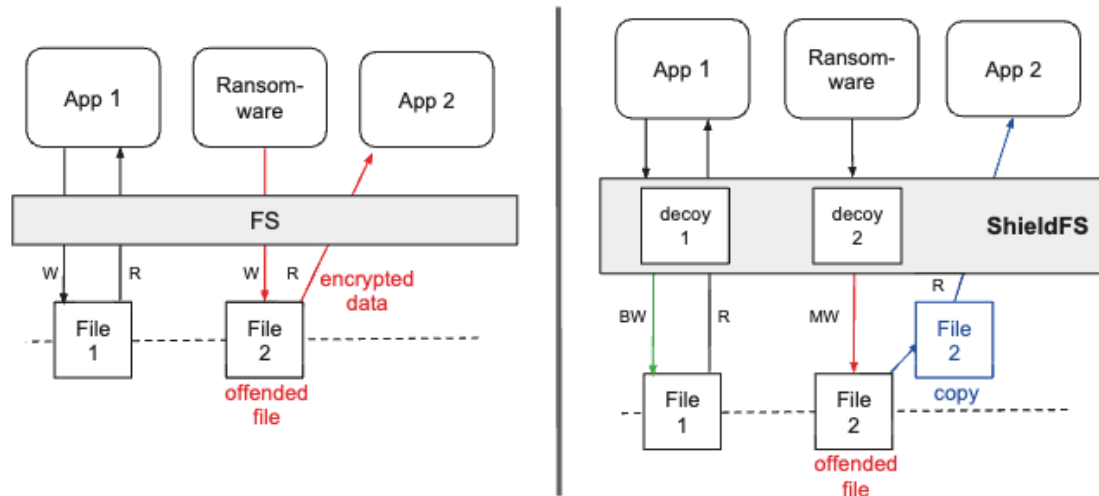 App 1
Ransom-
ware
App 2
FS
W
R
W
R
encrypted
data
File
1
File
2
offended
file
App 1
Ransom-
ware
App 2
decoy
1
decoy
2
ShieldFS
BW
R
MW
R
File
2
copy
File
1
File
2
offended
file